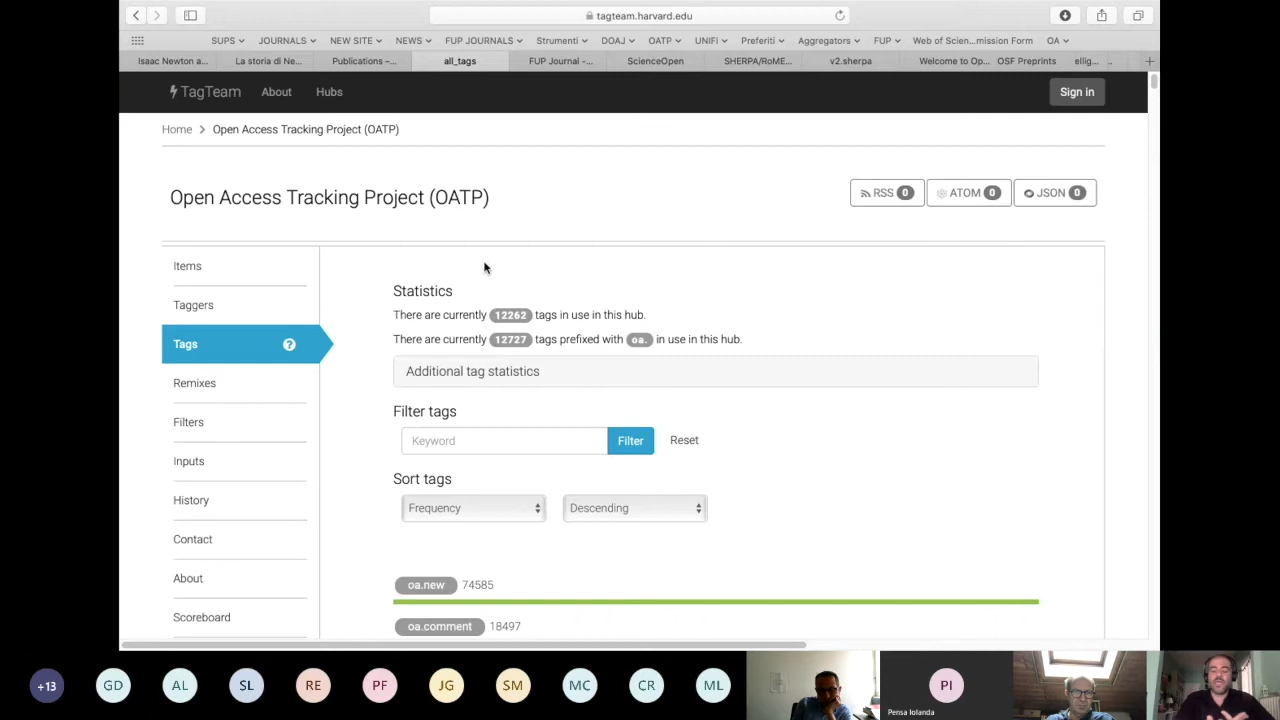 tagteam.harvard.edu
SUPS JOURNALS NEW SITE NEWS FUP JOURNALS Strumenti DOAJ OATP UNIFI Preferiti Aggregators FUP Web of Scien...mission Form OA
Isaac Newton a... La storia di Ne... Publications –... all_tags FUP Journal -... ScienceOpen SHERPA/RoME... v2.sherpa Welcome to Op... OSF Preprints ellig...
TagTeam About Hubs Sign in
Home > Open Access Tracking Project (OATP)
Open Access Tracking Project (OATP)
RSS 0 ATOM 0 JSON 0
Items
Taggers
Tags ?
Remixes
Filters
Inputs
History
Contact
About
Scoreboard
Statistics
There are currently 12262 tags in use in this hub.
There are currently 12727 tags prefixed with oa. in use in this hub.
Additional tag statistics
Filter tags
Keyword Filter Reset
Sort tags
Frequency Descending
oa.new 74585
oa.comment 18497
+13 GD AL SL RE PF JG SM MC CR ML PI
Pensa Iolanda